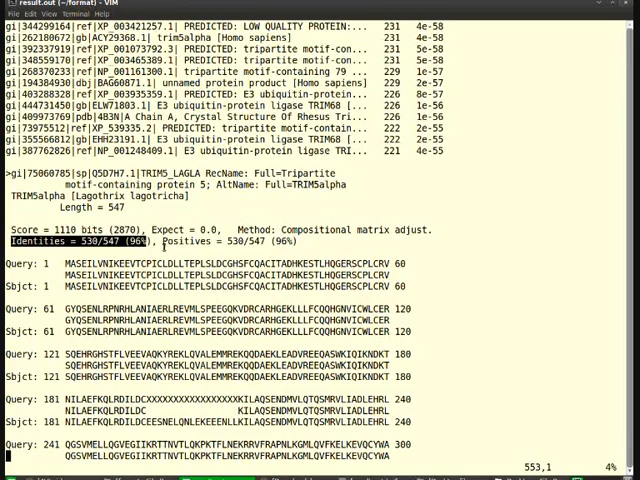 result.out (~/format) - VIM
File Edit View Terminal Help
gi|344299164|ref|XP_003421257.1| PREDICTED: LOW QUALITY PROTEIN:... 231 4e-58
gi|262180672|gb|ACY29368.1| trim5alpha [Homo sapiens] 231 4e-58
gi|392337919|ref|XP_001073792.3| PREDICTED: tripartite motif-con... 231 5e-58
gi|348559170|ref|XP_003465389.1| PREDICTED: tripartite motif-con... 231 5e-58
gi|268370233|ref|NP_001161300.1| tripartite motif-containing 79 ... 229 1e-57
gi|194384930|dbj|BAG60871.1| unnamed protein product [Homo sapiens] 229 2e-57
gi|403288328|ref|XP_003935359.1| PREDICTED: E3 ubiquitin-protein... 226 8e-57
gi|444731450|gb|ELW71803.1| E3 ubiquitin-protein ligase TRIM68 [... 226 1e-56
gi|409973769|pdb|4B3N|A Chain A, Crystal Structure Of Rhesus Tri... 226 1e-56
gi|73975512|ref|XP_539335.2| PREDICTED: tripartite motif-contain... 222 2e-55
gi|355566812|gb|EHH23191.1| E3 ubiquitin-protein ligase TRIM68 [... 222 2e-55
gi|387762826|ref|NP_001248409.1| E3 ubiquitin-protein ligase TRI... 221 4e-55
>gi|75060785|sp|Q5D7H7.1|TRIM5_LAGLA RecName: Full=Tripartite
motif-containing protein 5; AltName: Full=TRIM5alpha
TRIM5alpha [Lagothrix lagotricha]
Length = 547
Score = 1110 bits (2870), Expect = 0.0, Method: Compositional matrix adjust.
Identities = 530/547 (96%), Positives = 530/547 (96%)
Query: 1 MASEILVNIKEEVTCPICLDLLTEPLSLDCGHSFCQACITADHKESTLHQGERSCPLCRV 60
MASEILVNIKEEVTCPICLDLLTEPLSLDCGHSFCQACITADHKESTLHQGERSCPLCRV
Sbjct: 1 MASEILVNIKEEVTCPICLDLLTEPLSLDCGHSFCQACITADHKESTLHQGERSCPLCRV 60
Query: 61 GYQSENLRPNRHLANIAERLREVMLSPEEGQKVDRCARHGEKLLLFCQQHGNVICWLCER 120
GYQSENLRPNRHLANIAERLREVMLSPEEGQKVDRCARHGEKLLLFCQQHGNVICWLCER
Sbjct: 61 GYQSENLRPNRHLANIAERLREVMLSPEEGQKVDRCARHGEKLLLFCQQHGNVICWLCER 120
Query: 121 SQEHRGHSTFLVEEVAQKYREKLQVALEMMREKQQDAEKLEADVREEQASWKIQIKNDKT 180
SQEHRGHSTFLVEEVAQKYREKLQVALEMMREKQQDAEKLEADVREEQASWKIQIKNDKT
Sbjct: 121 SQEHRGHSTFLVEEVAQKYREKLQVALEMMREKQQDAEKLEADVREEQASWKIQIKNDKT 180
Query: 181 NILAEFKQLRDILDCXXXXXXXXXXXXXXXXXKILAQSENDMVLQTQSMRVLIADLEHRL 240
NILAEFKQLRDILDC KILAQSENDMVLQTQSMRVLIADLEHRL
Sbjct: 181 NILAEFKQLRDILDCEESNELQNLEKEEENLLKILAQSENDMVLQTQSMRVLIADLEHRL 240
Query: 241 QGSVMELLQGVEGIIKRTTNVTLQKPKTFLNEKRRVFRAPNLKGMLQVFKELKEVQCYWA 300
QGSVMELLQGVEGIIKRTTNVTLQKPKTFLNEKRRVFRAPNLKGMLQVFKELKEVQCYWA
553,1 4%